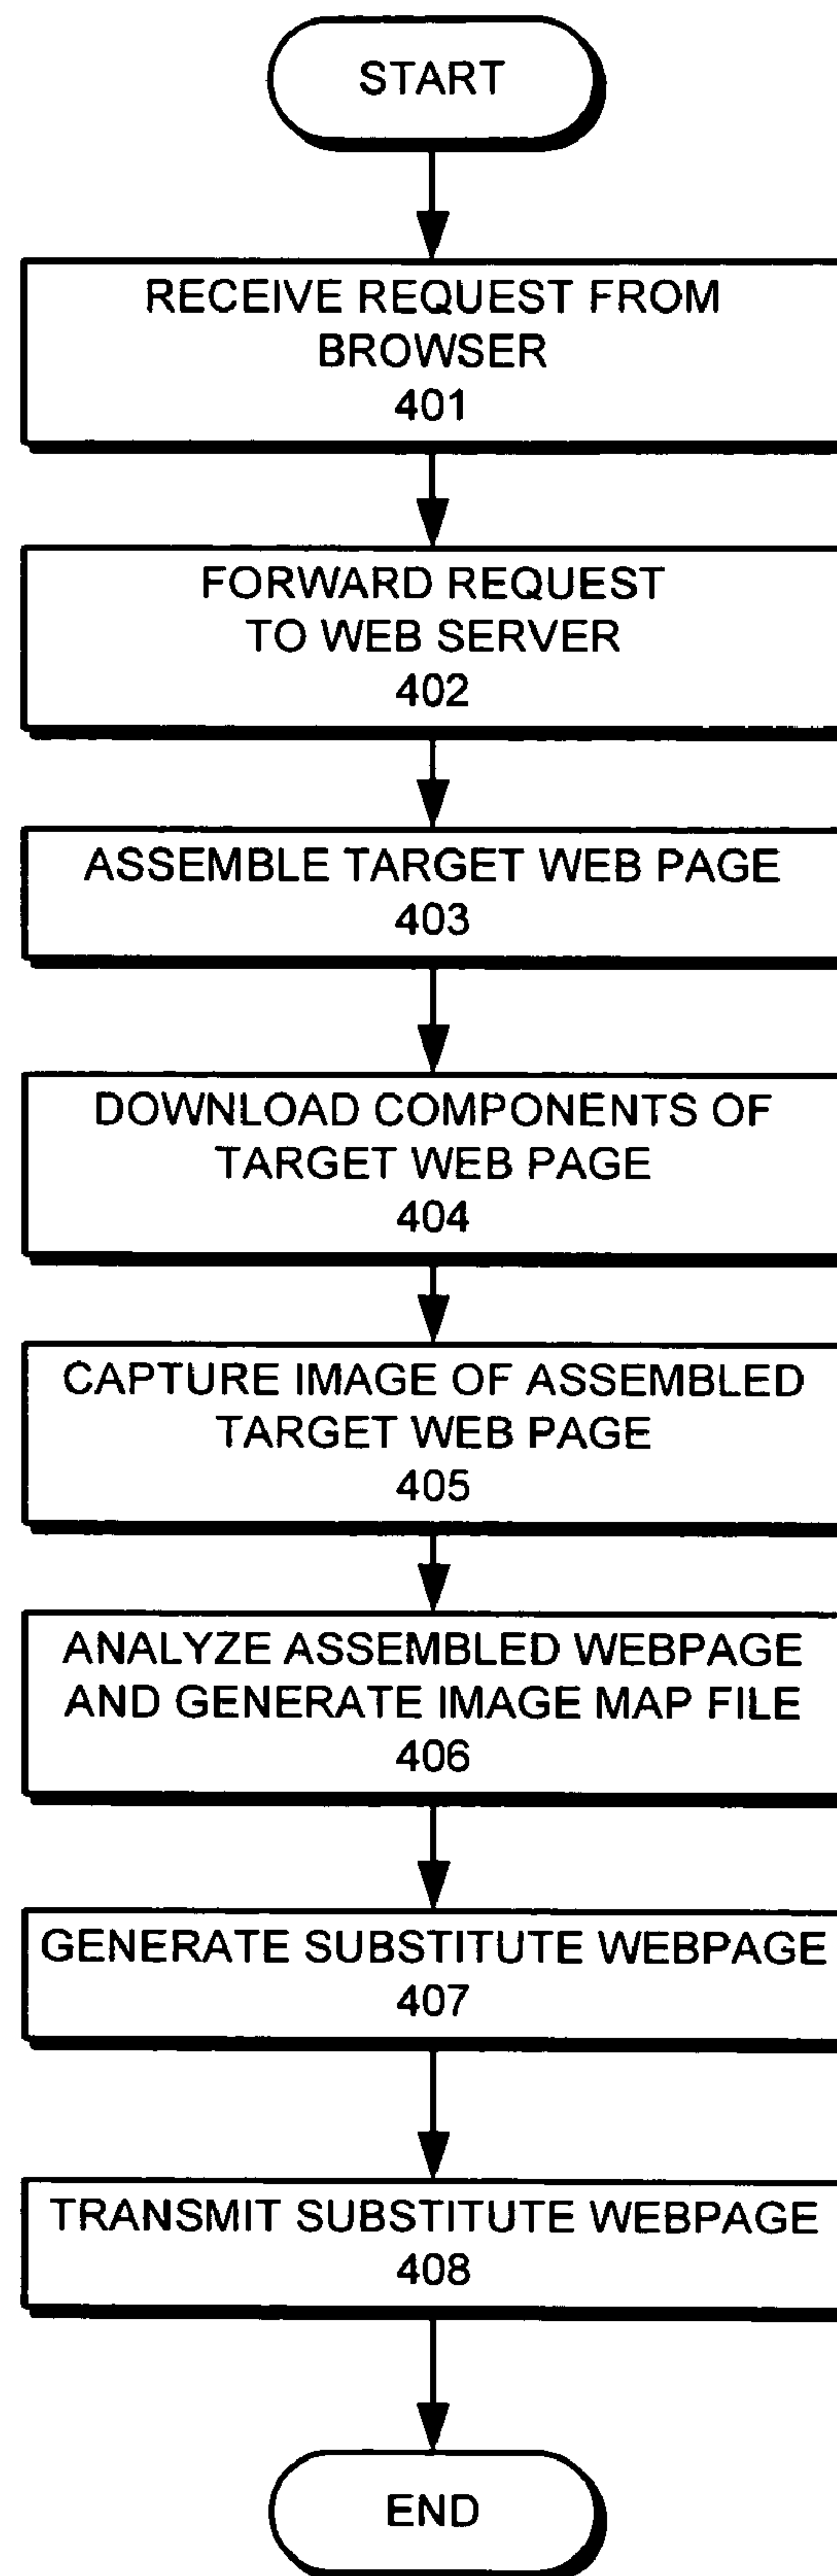 START
RECEIVE REQUEST FROM
BROWSER
401
FORWARD REQUEST
TO WEB SERVER
402
ASSEMBLE TARGET WEB PAGE
403
DOWNLOAD COMPONENTS OF
TARGET WEB PAGE
404
CAPTURE IMAGE OF ASSEMBLED
TARGET WEB PAGE
405
ANALYZE ASSEMBLED WEBPAGE
AND GENERATE IMAGE MAP FILE
406
GENERATE SUBSTITUTE WEBPAGE
407
TRANSMIT SUBSTITUTE WEBPAGE
408
END